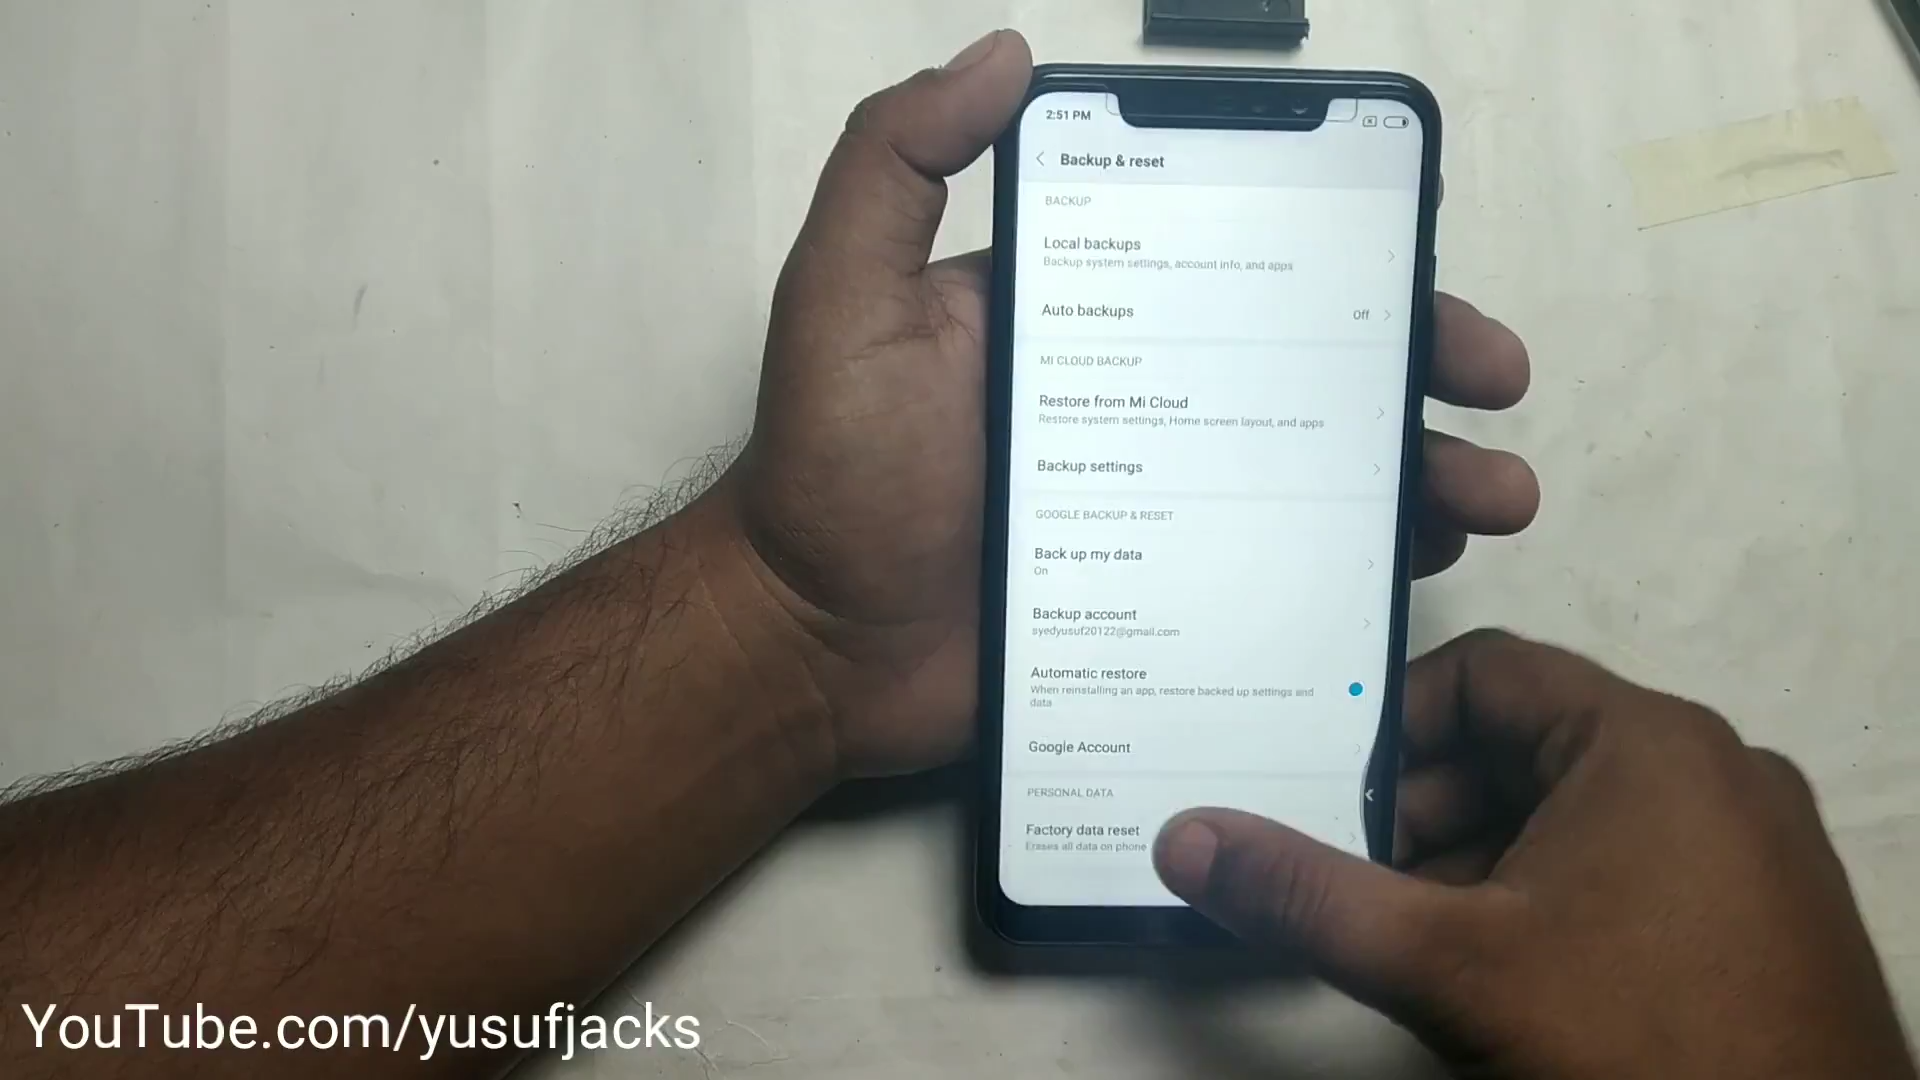 2:51 PM
Backup & reset
BACKUP
Local backups
Backup system settings, account info, and apps
Auto backups
Off
MI CLOUD BACKUP
Restore from Mi Cloud
Restore system settings, Home screen layout, and apps
Backup settings
GOOGLE BACKUP & RESET
Back up my data
On
Backup account
syedyusuf20122@gmail.com
Automatic restore
When reinstalling an app, restore backed up settings and
data
Google Account
PERSONAL DATA
Factory data reset
Erases all data on phone
YouTube.com/yusufjacks